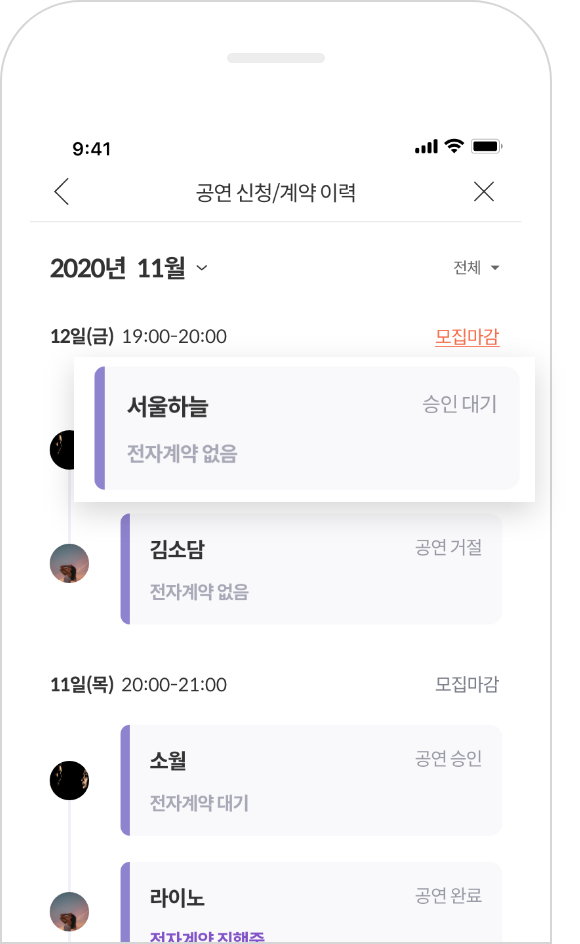 9:41
공연 신청/계약 이력
2020년 11월
전체
12일(금) 19:00-20:00 모집마감
서울하늘 승인 대기
전자계약 없음
김소담 공연 거절
전자계약 없음
11일(목) 20:00-21:00 모집마감
소월 공연 승인
전자계약 대기
라이노 공연 완료
전자계약 진행중